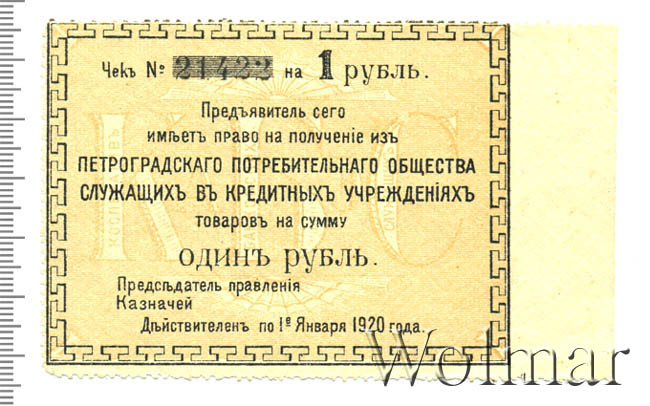 Чекъ № 21422 на 1 рубль.
Предъявитель сего
имѣетъ право на полученіе изъ
ПЕТРОГРАДСКАГО ПОТРЕБИТЕЛЬНАГО ОБЩЕСТВА
СЛУЖАЩИХЪ ВЪ КРЕДИТНЫХЪ УЧРЕЖДЕНІЯХЪ
товаровъ на сумму
ОДИНЪ РУБЛЬ.
Предсѣдатель правленія
Казначей
Дѣйствителенъ по 1е Января 1920 года.
Wolmar